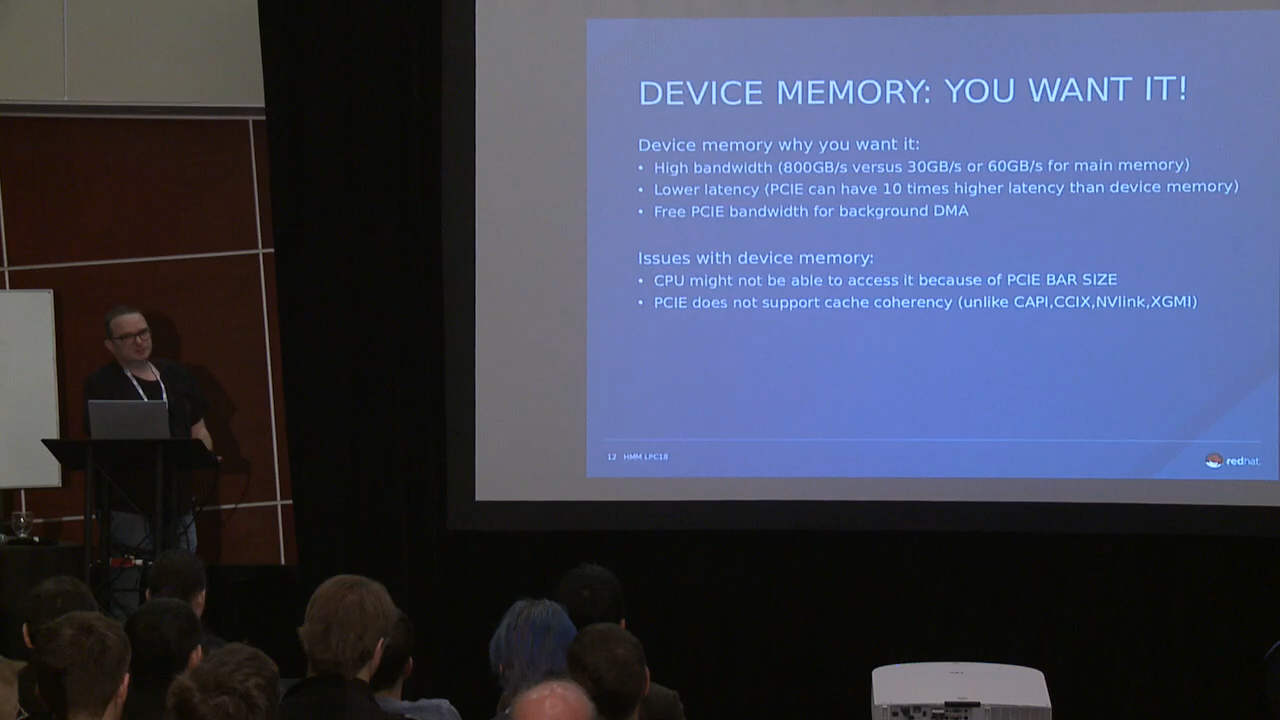 DEVICE MEMORY: YOU WANT IT!
Device memory why you want it:
• High bandwidth (800GB/s versus 30GB/s or 60GB/s for main memory)
• Lower latency (PCIE can have 10 times higher latency than device memory)
• Free PCIE bandwidth for background DMA
Issues with device memory:
• CPU might not be able to access it because of PCIE BAR SIZE
• PCIE does not support cache coherency (unlike CAPI,CCIX,NVlink,XGMI)
12 HMM LPC18
redhat